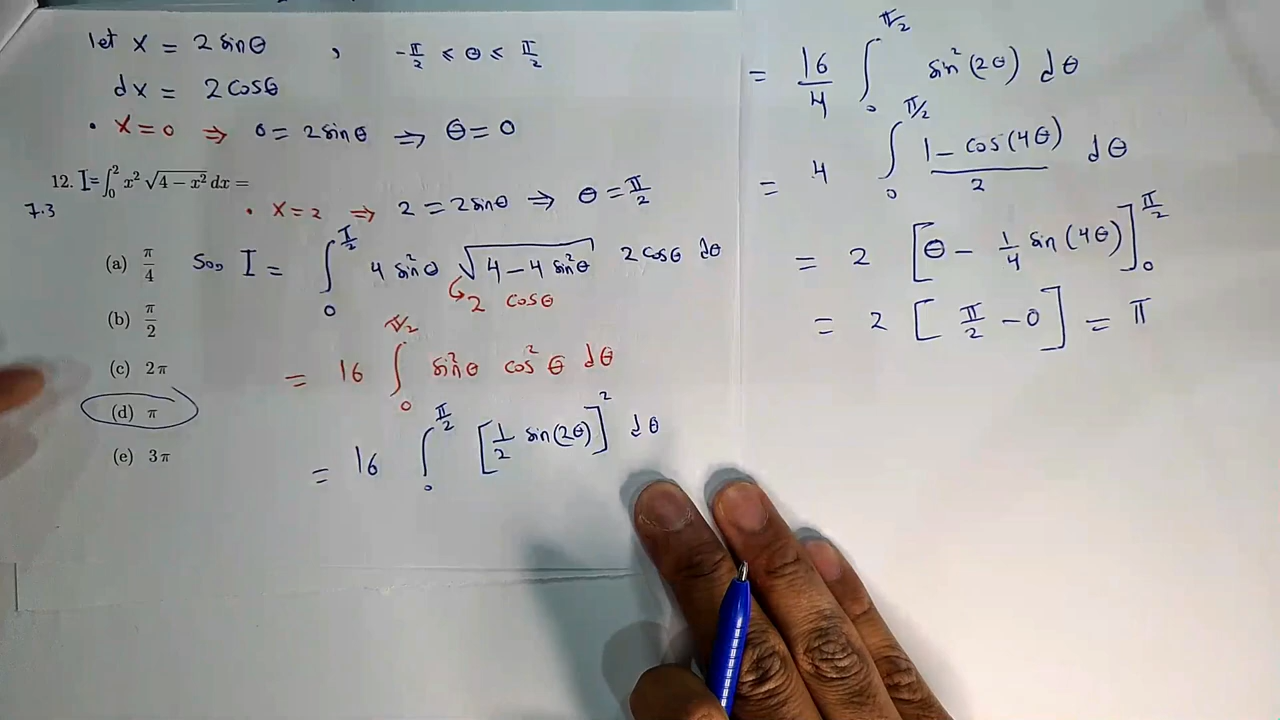 let x = 2 sinθ , -π/2 ≤ θ ≤ π/2
dx = 2 cosθ
• x=0 ⇒ 0 = 2 sinθ ⇒ θ = 0
12. I=∫₀² x² √(4 − x²) dx =
7.3
• x=2 ⇒ 2 = 2 sinθ ⇒ θ = π/2
(a) π/4
So, I = ∫₀^{π/2} 4 sin²θ √(4 − 4 sin²θ) 2 cosθ dθ
↪ 2 cosθ
(b) π/2
= 16 ∫₀^{π/2} sin²θ cos²θ dθ
(c) 2π
(d) π
= 16 ∫₀^{π/2} [1/2 sin(2θ)]² dθ
(e) 3π
= 16/4 ∫₀^{π/2} sin²(2θ) dθ
= 4 ∫₀^{π/2} (1 − cos(4θ))/2 dθ
= 2 [θ − 1/4 sin(4θ)]₀^{π/2}
= 2 [π/2 − 0] = π